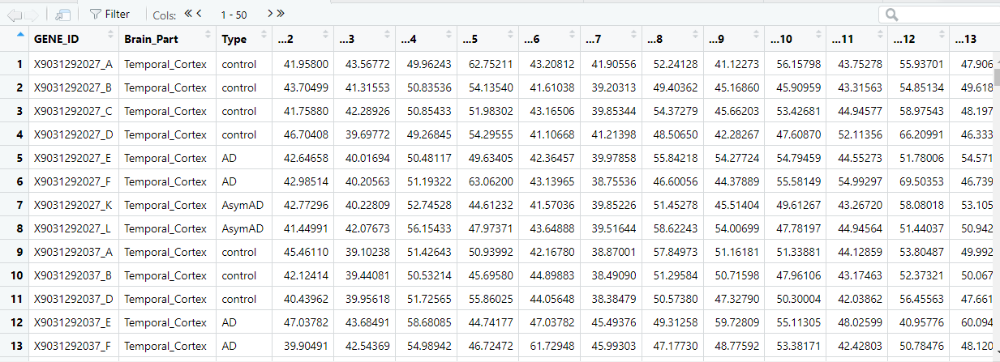 Filter Cols: « < 1 - 50 > »
GENE_ID Brain_Part Type ...2 ...3 ...4 ...5 ...6 ...7 ...8 ...9 ...10 ...11 ...12 ...13
1 X9031292027_A Temporal_Cortex control 41.95800 43.56772 49.96243 62.75211 43.20812 41.90556 52.24128 41.12273 56.15798 43.75278 55.93701 47.906
2 X9031292027_B Temporal_Cortex control 43.70499 41.31553 50.83536 54.13540 41.61038 39.20313 49.40362 45.16860 45.90959 43.31563 54.85134 49.618
3 X9031292027_C Temporal_Cortex control 41.75880 42.28926 50.85433 51.98302 43.16506 39.85344 54.37279 45.66203 53.42681 44.94577 58.97543 48.197
4 X9031292027_D Temporal_Cortex control 46.70408 39.69772 49.26845 54.29555 41.10668 41.21398 48.50650 42.28267 47.60870 52.11356 66.20991 46.333
5 X9031292027_E Temporal_Cortex AD 42.64658 40.01694 50.48117 49.63405 42.36457 39.97858 55.84218 54.27724 54.79459 44.55273 51.78006 54.571
6 X9031292027_F Temporal_Cortex AD 42.98514 40.20563 51.19322 63.06200 43.13965 38.75536 46.60056 44.37889 55.58149 54.99297 69.50353 46.739
7 X9031292027_K Temporal_Cortex AsymAD 42.77296 40.22809 52.74528 44.61232 41.57036 39.85226 51.45278 45.51404 49.61267 43.26720 58.08018 53.105
8 X9031292027_L Temporal_Cortex AsymAD 41.44991 42.07673 56.15433 47.97371 43.64888 39.51644 58.62243 54.00699 47.78197 44.94564 51.44037 50.942
9 X9031292037_A Temporal_Cortex control 45.46110 39.10238 51.42643 50.93992 42.16780 38.87001 57.84973 51.16181 51.33881 44.12859 53.80487 49.992
10 X9031292037_B Temporal_Cortex control 42.12414 39.44081 50.53214 45.69580 44.89883 38.49090 51.29584 50.71598 47.96106 43.17463 52.37321 50.067
11 X9031292037_D Temporal_Cortex control 40.43962 39.95618 51.72565 55.86025 44.05648 38.38479 50.57380 47.32790 50.30004 42.03862 56.45563 47.661
12 X9031292037_E Temporal_Cortex AD 47.03782 43.68491 58.68085 44.74177 47.03782 45.49376 49.31258 59.72809 55.11305 48.02599 40.95776 60.094
13 X9031292037_F Temporal_Cortex AD 39.90491 42.54369 54.98942 46.72472 61.72948 45.99303 47.17730 48.77592 53.38171 42.42803 50.78476 48.120